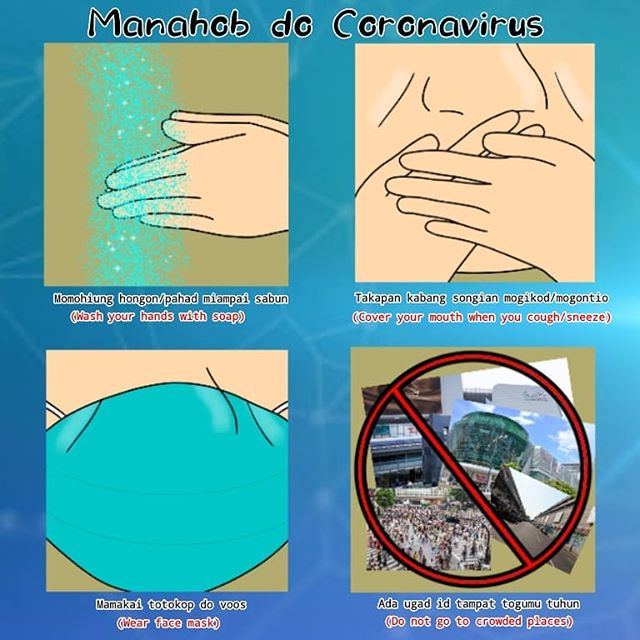 Manahob do Coronavirus
Momohiung hongon/pahad miampai sabun
(Wash your hands with soap)
Takapan kabang songian mogikod/mogontio
(Cover your mouth when you cough/sneeze)
Mamakai totokop do voos
(Wear face mask)
Ada ugad id tampat togumu tuhun
(Do not go to crowded places)